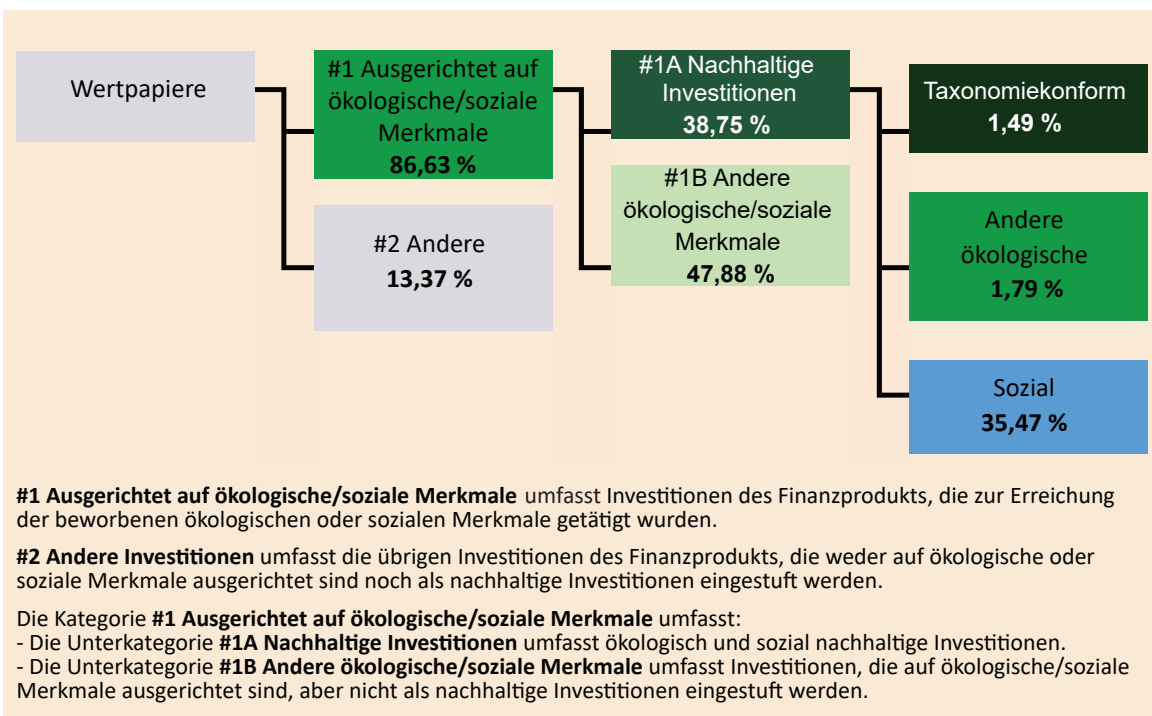 Wertpapiere
#1 Ausgerichtet auf
ökologische/soziale
Merkmale
86,63 %
#2 Andere
13,37 %
#1A Nachhaltige
Investitionen
38,75 %
#1B Andere
ökologische/soziale
Merkmale
47,88 %
Taxonomiekonform
1,49 %
Andere
ökologische
1,79 %
Sozial
35,47 %
#1 Ausgerichtet auf ökologische/soziale Merkmale umfasst Investitionen des Finanzprodukts, die zur Erreichung
der beworbenen ökologischen oder sozialen Merkmale getätigt wurden.
#2 Andere Investitionen umfasst die übrigen Investitionen des Finanzprodukts, die weder auf ökologische oder
soziale Merkmale ausgerichtet sind noch als nachhaltige Investitionen eingestuft werden.
Die Kategorie #1 Ausgerichtet auf ökologische/soziale Merkmale umfasst:
- Die Unterkategorie #1A Nachhaltige Investitionen umfasst ökologisch und sozial nachhaltige Investitionen.
- Die Unterkategorie #1B Andere ökologische/soziale Merkmale umfasst Investitionen, die auf ökologische/soziale
Merkmale ausgerichtet sind, aber nicht als nachhaltige Investitionen eingestuft werden.